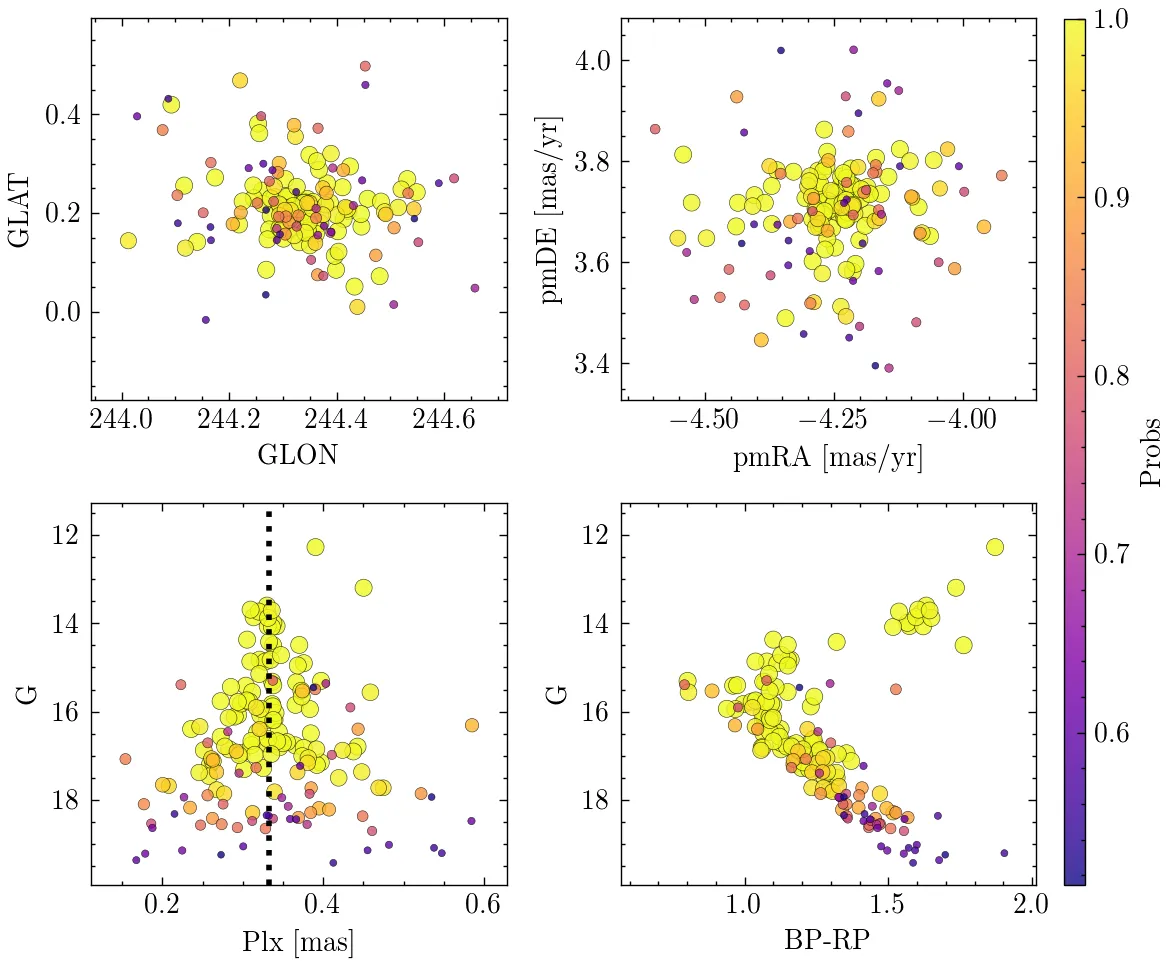 GLAT
0.4
0.2
0.0
244.0 244.2 244.4 244.6
GLON
pmDE [mas/yr]
4.0
3.8
3.6
3.4
−4.50 −4.25 −4.00
pmRA [mas/yr]
G
12
14
16
18
0.2 0.4 0.6
Plx [mas]
G
12
14
16
18
1.0 1.5 2.0
BP-RP
1.0
0.9
0.8
0.7
0.6
Probs